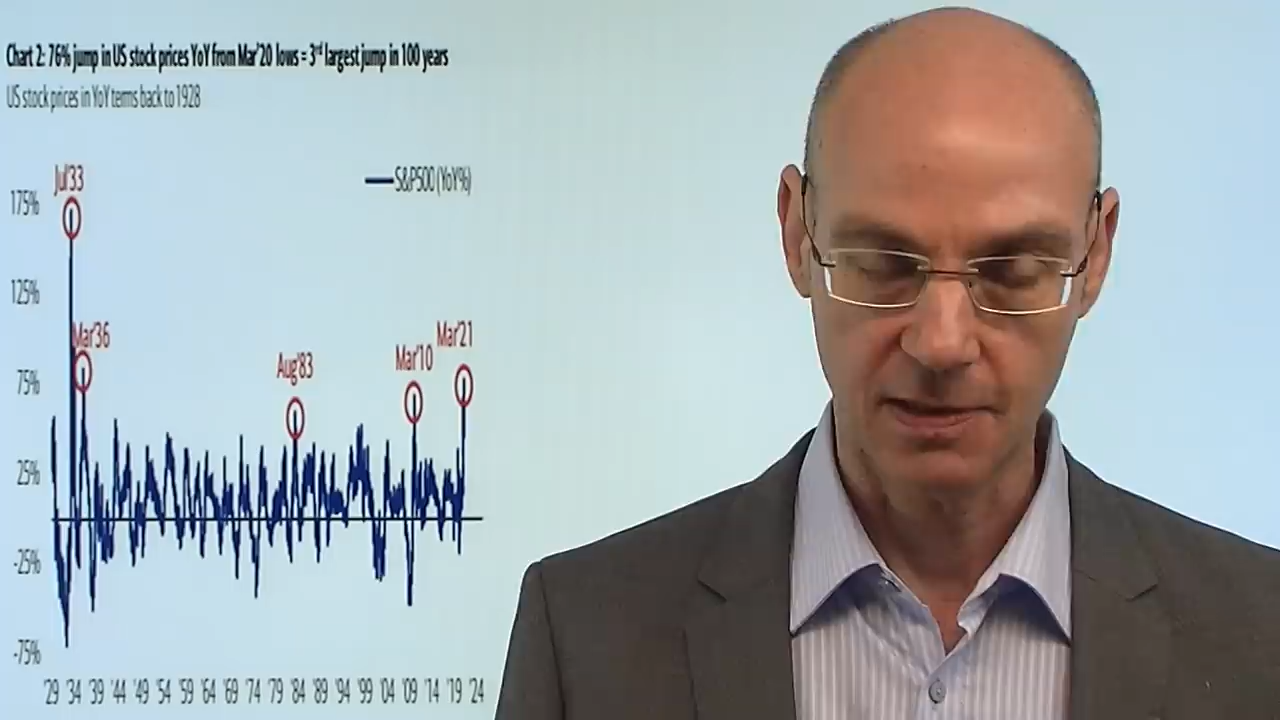 Chart 2: 76% jump in US stock prices YoY from Mar'20 lows = 3rd largest jump in 100 years
US stock prices in YoY terms back to 1928
Jul'33
S&P500 (YoY%)
175%
125%
Mar'36
Mar'21
Mar'10
Aug'83
75%
25%
-25%
-75%
'29 '34 '39 '44 '49 '54 '59 '64 '69 '74 '79 '84 '89 '94 '99 '04 '09 '14 '19 '24